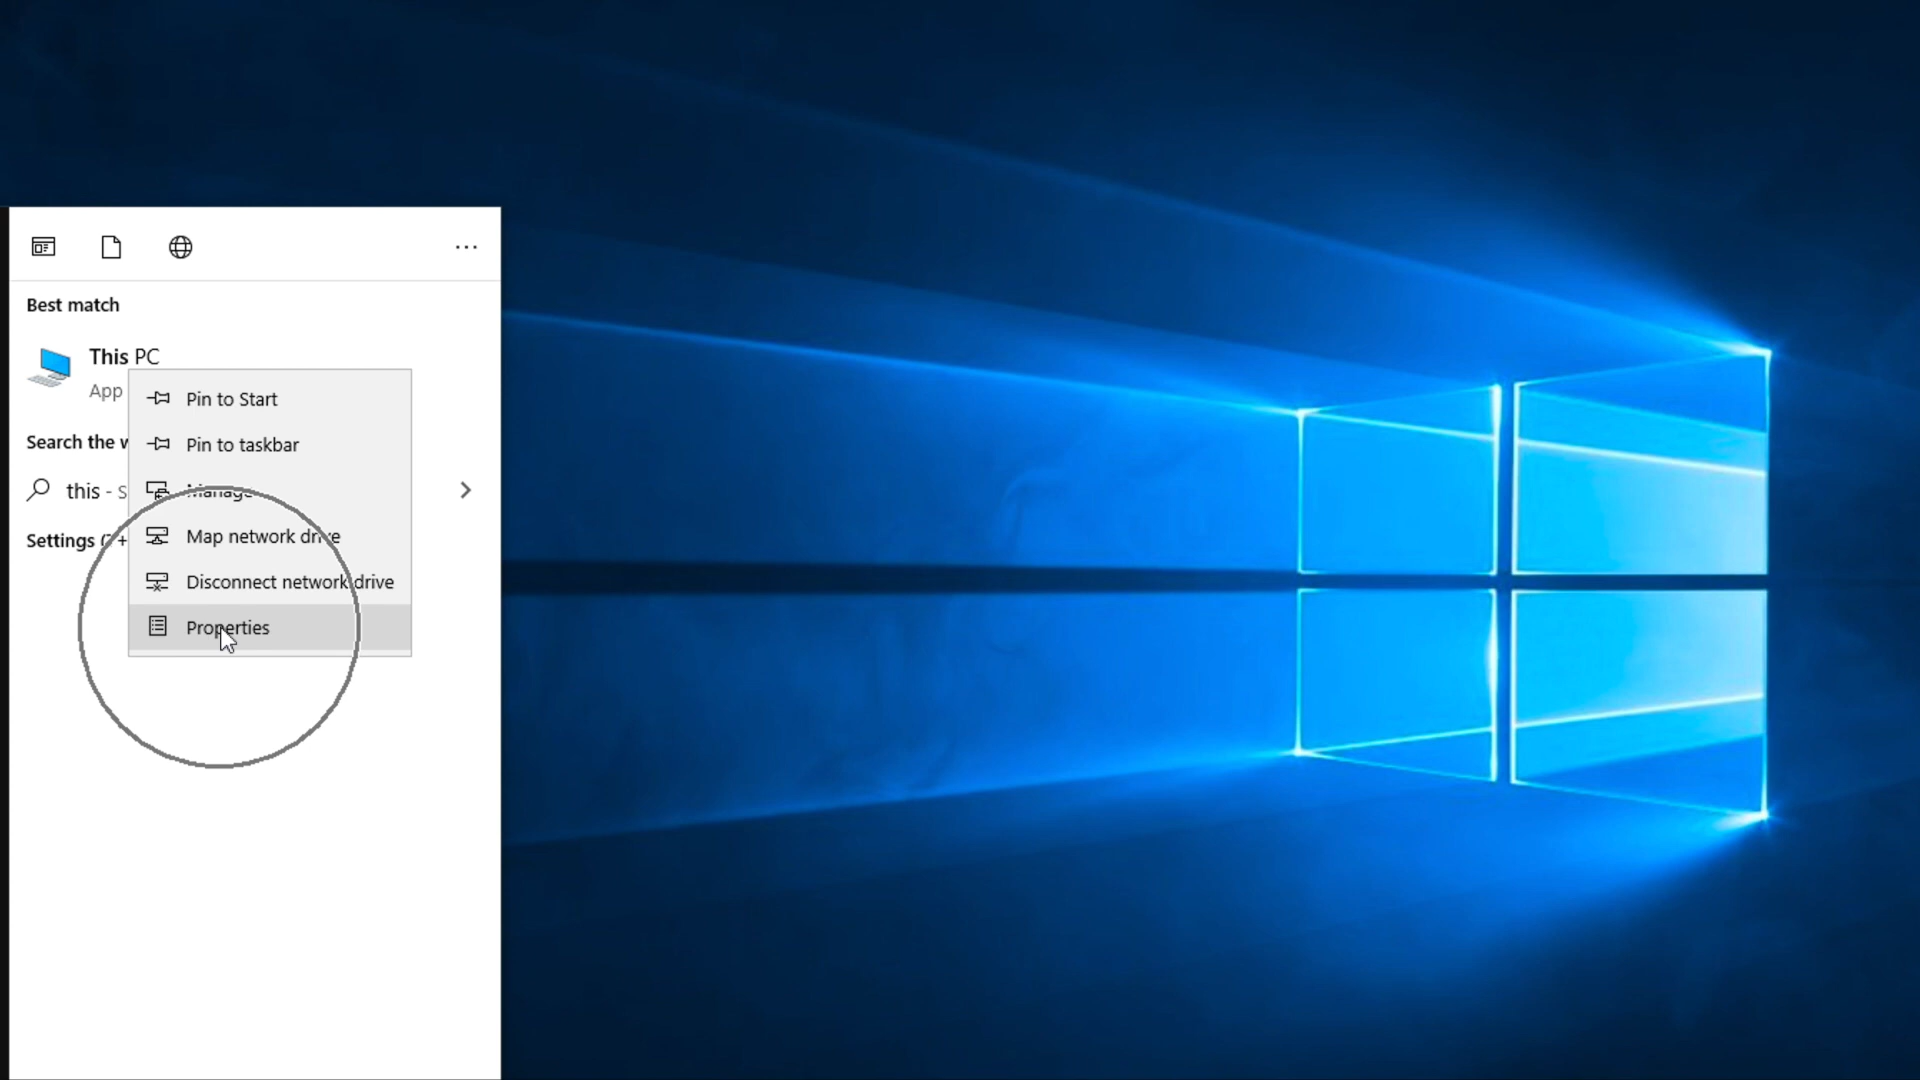 Best match
This PC
App
Pin to Start
Pin to taskbar
Search the
Manage
this - S
Map network drive
Settings
Disconnect network drive
Properties